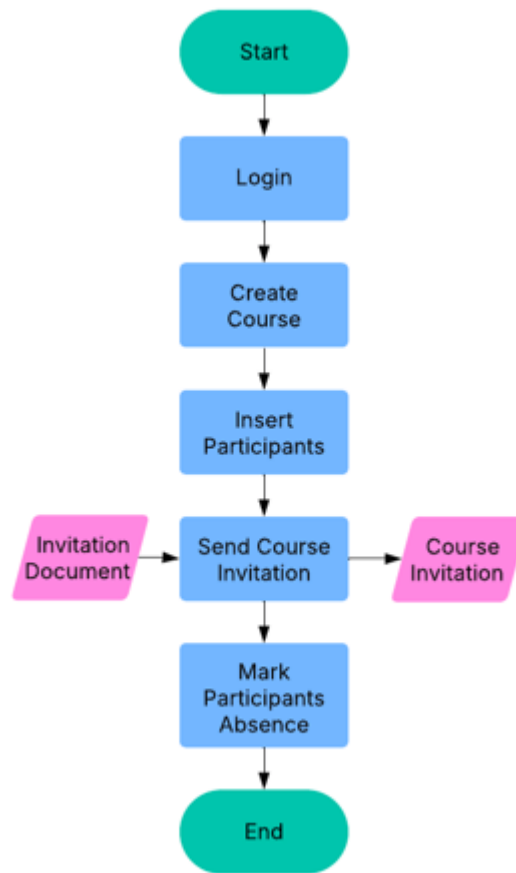 Start
Login
Create
Course
Insert
Participants
Invitation
Document
Send Course
Invitation
Course
Invitation
Mark
Participants
Absence
End